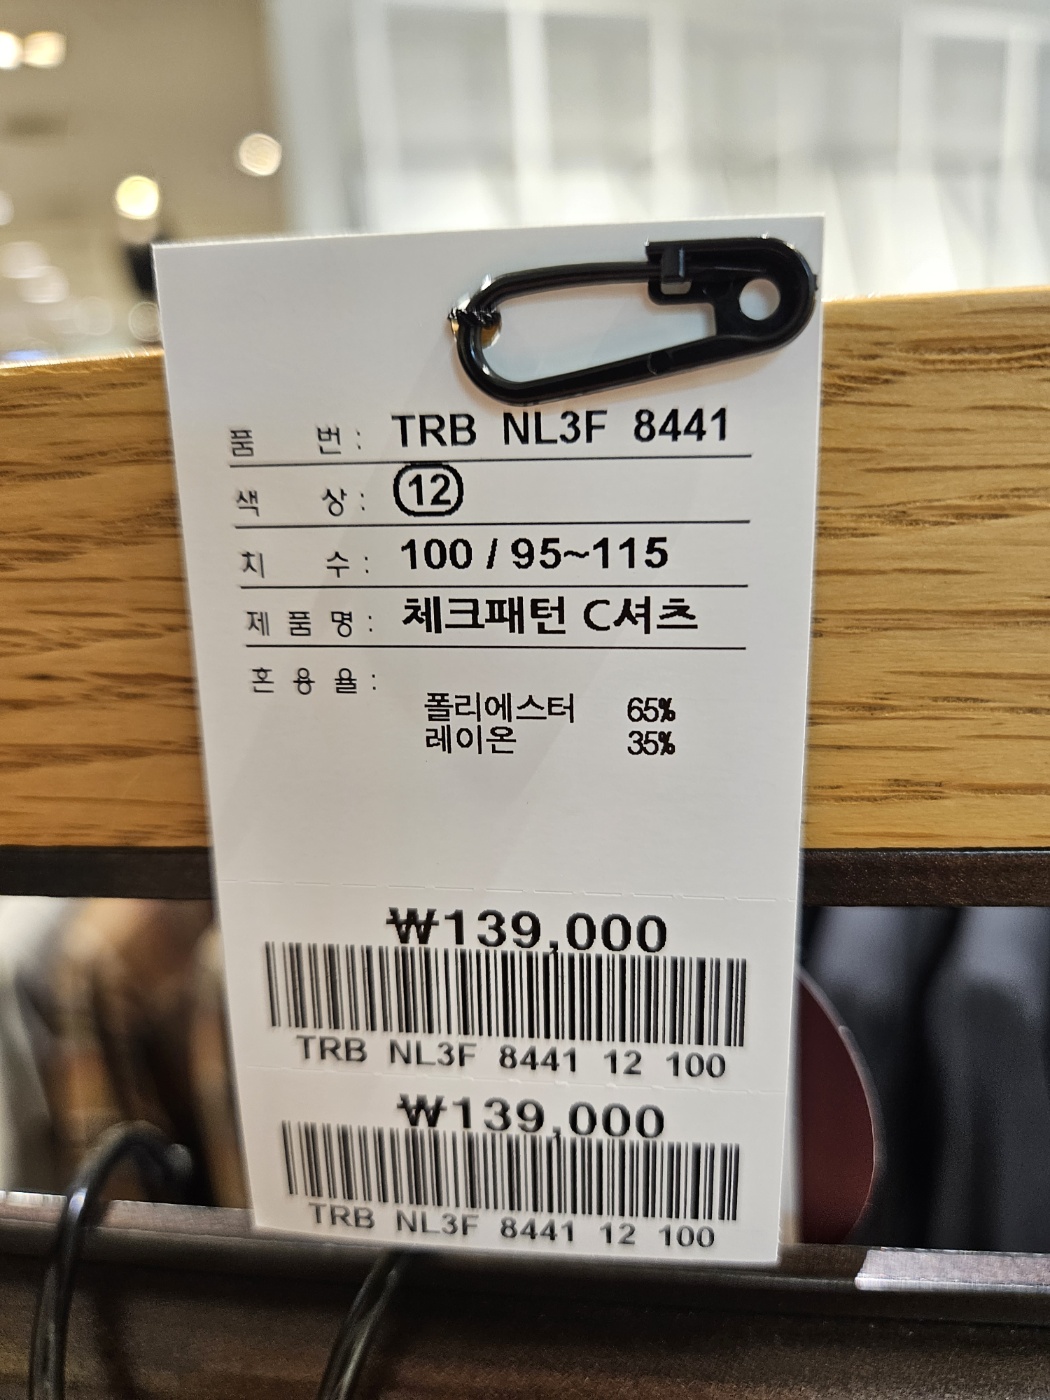 품 번 : TRB NL3F 8441
색 상 : 12
치 수 : 100 / 95~115
제 품 명 : 체크패턴 C셔츠
혼 용 율 :
폴리에스터 65%
레이온 35%
₩139,000
TRB NL3F 8441 12 100
₩139,000
TRB NL3F 8441 12 100